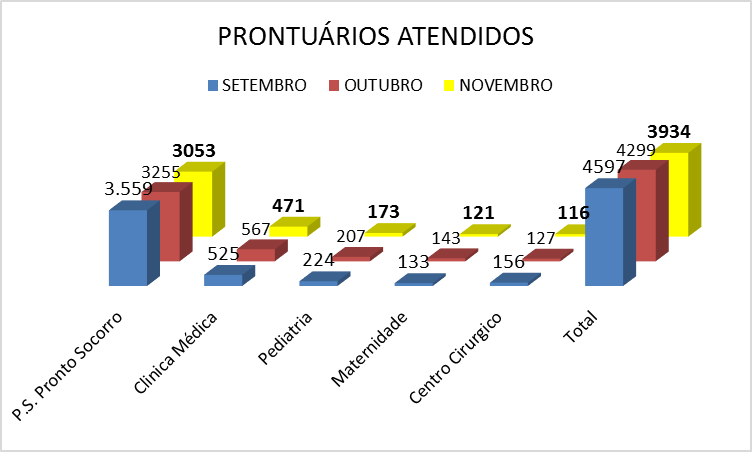 PRONTUÁRIOS ATENDIDOS
SETEMBRO OUTUBRO NOVEMBRO
3.559 3255 3053
525 567 471
224 207 173
133 143 121
156 127 116
4597 4299 3934
P.S. Pronto Socorro
Clinica Médica
Pediatria
Maternidade
Centro Cirurgico
Total